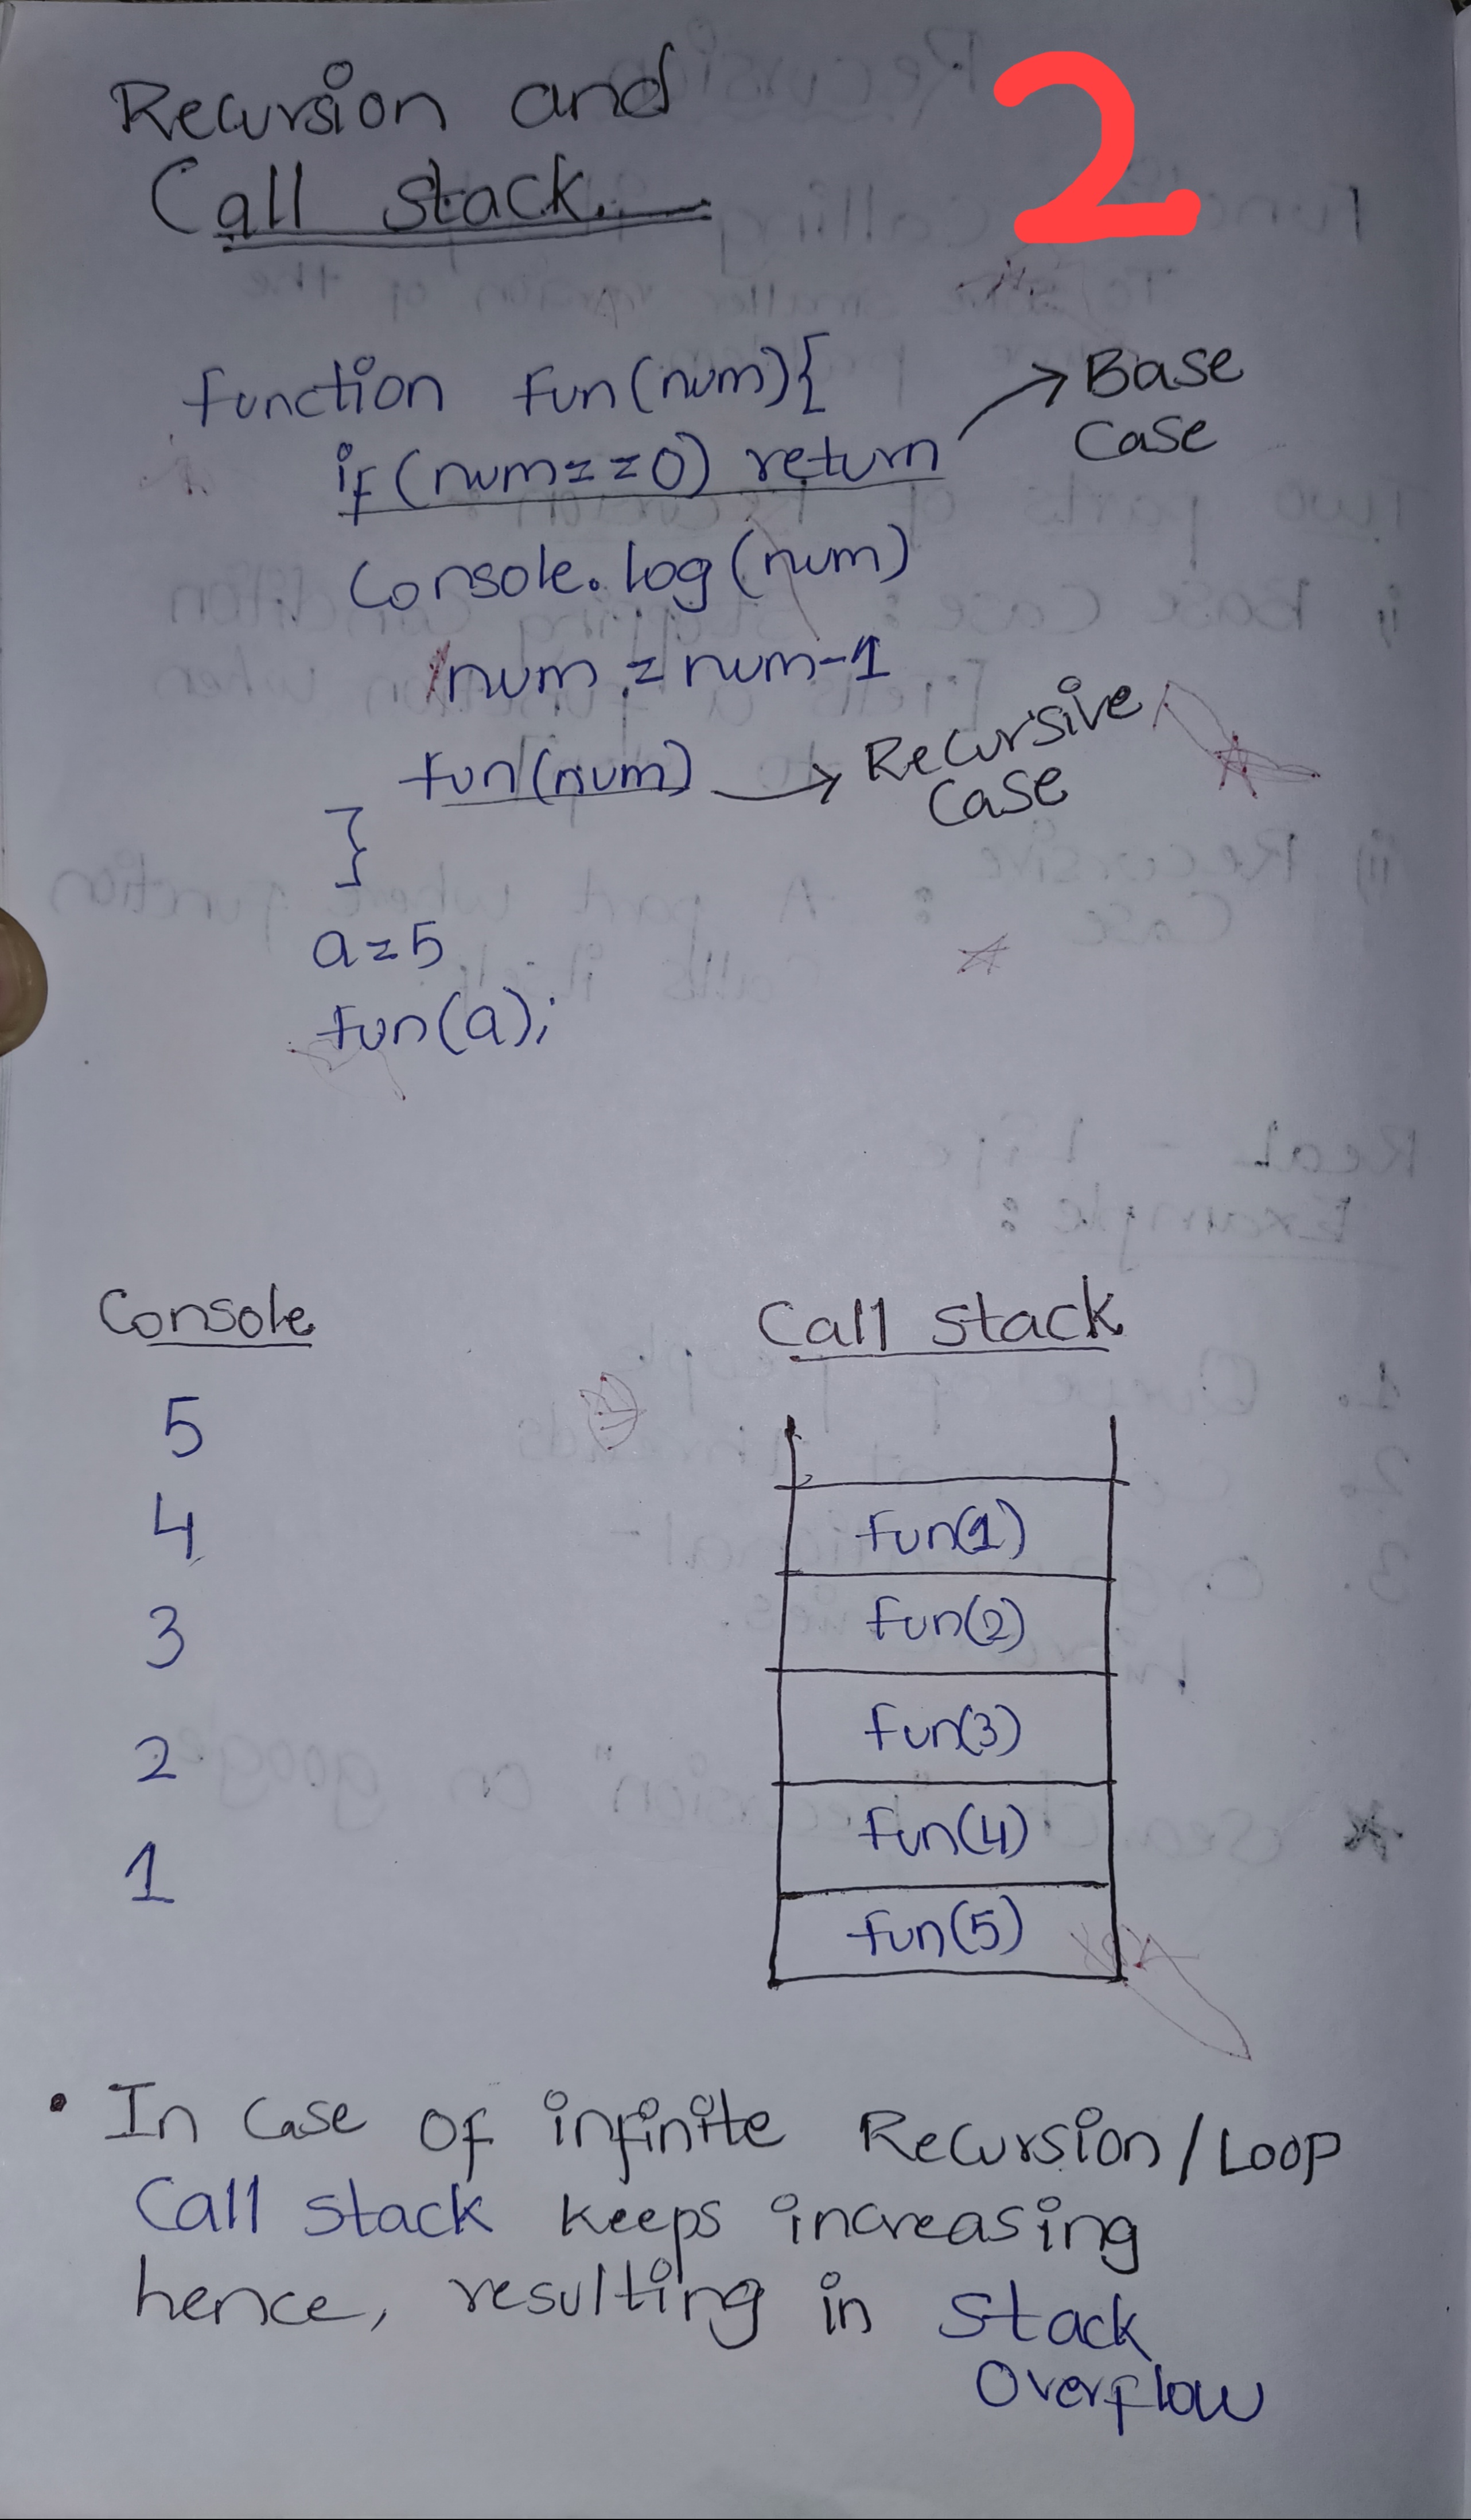 Recursion and
Call stack.
2
function fun(num){
if(num==0) return
Base
Case
Console.log(num)
num = num-1
fun(num)
Recursive
Case
}
a=5
fun(a);
Console
5
4
3
2
1
Call stack
fun(1)
fun(2)
fun(3)
fun(4)
fun(5)
• In Case of infinite Recursion/Loop
Call stack keeps increasing
hence, resulting in Stack
Overflow